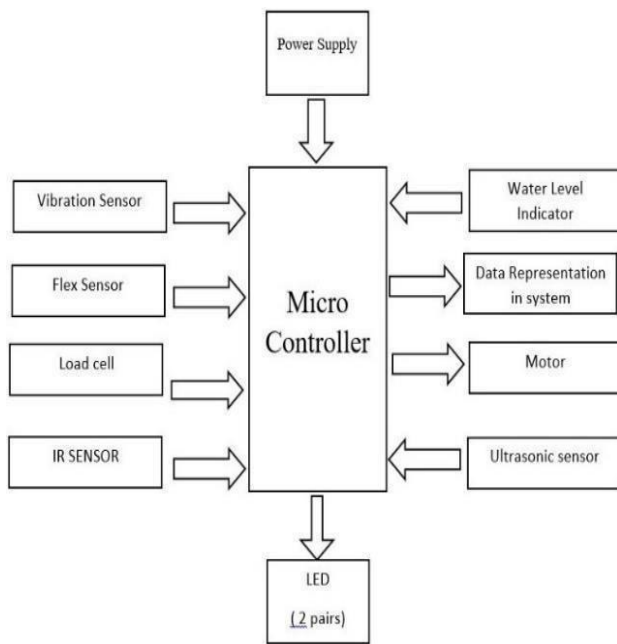 Power Supply
Vibration Sensor
Flex Sensor
Load cell
IR SENSOR
Micro
Controller
Water Level
Indicator
Data Representation
in system
Motor
Ultrasonic sensor
LED
( 2 pairs)